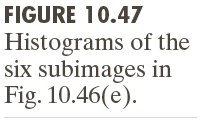 FIGURE 10.47
Histograms of the
six subimages in
Fig. 10.46(e).